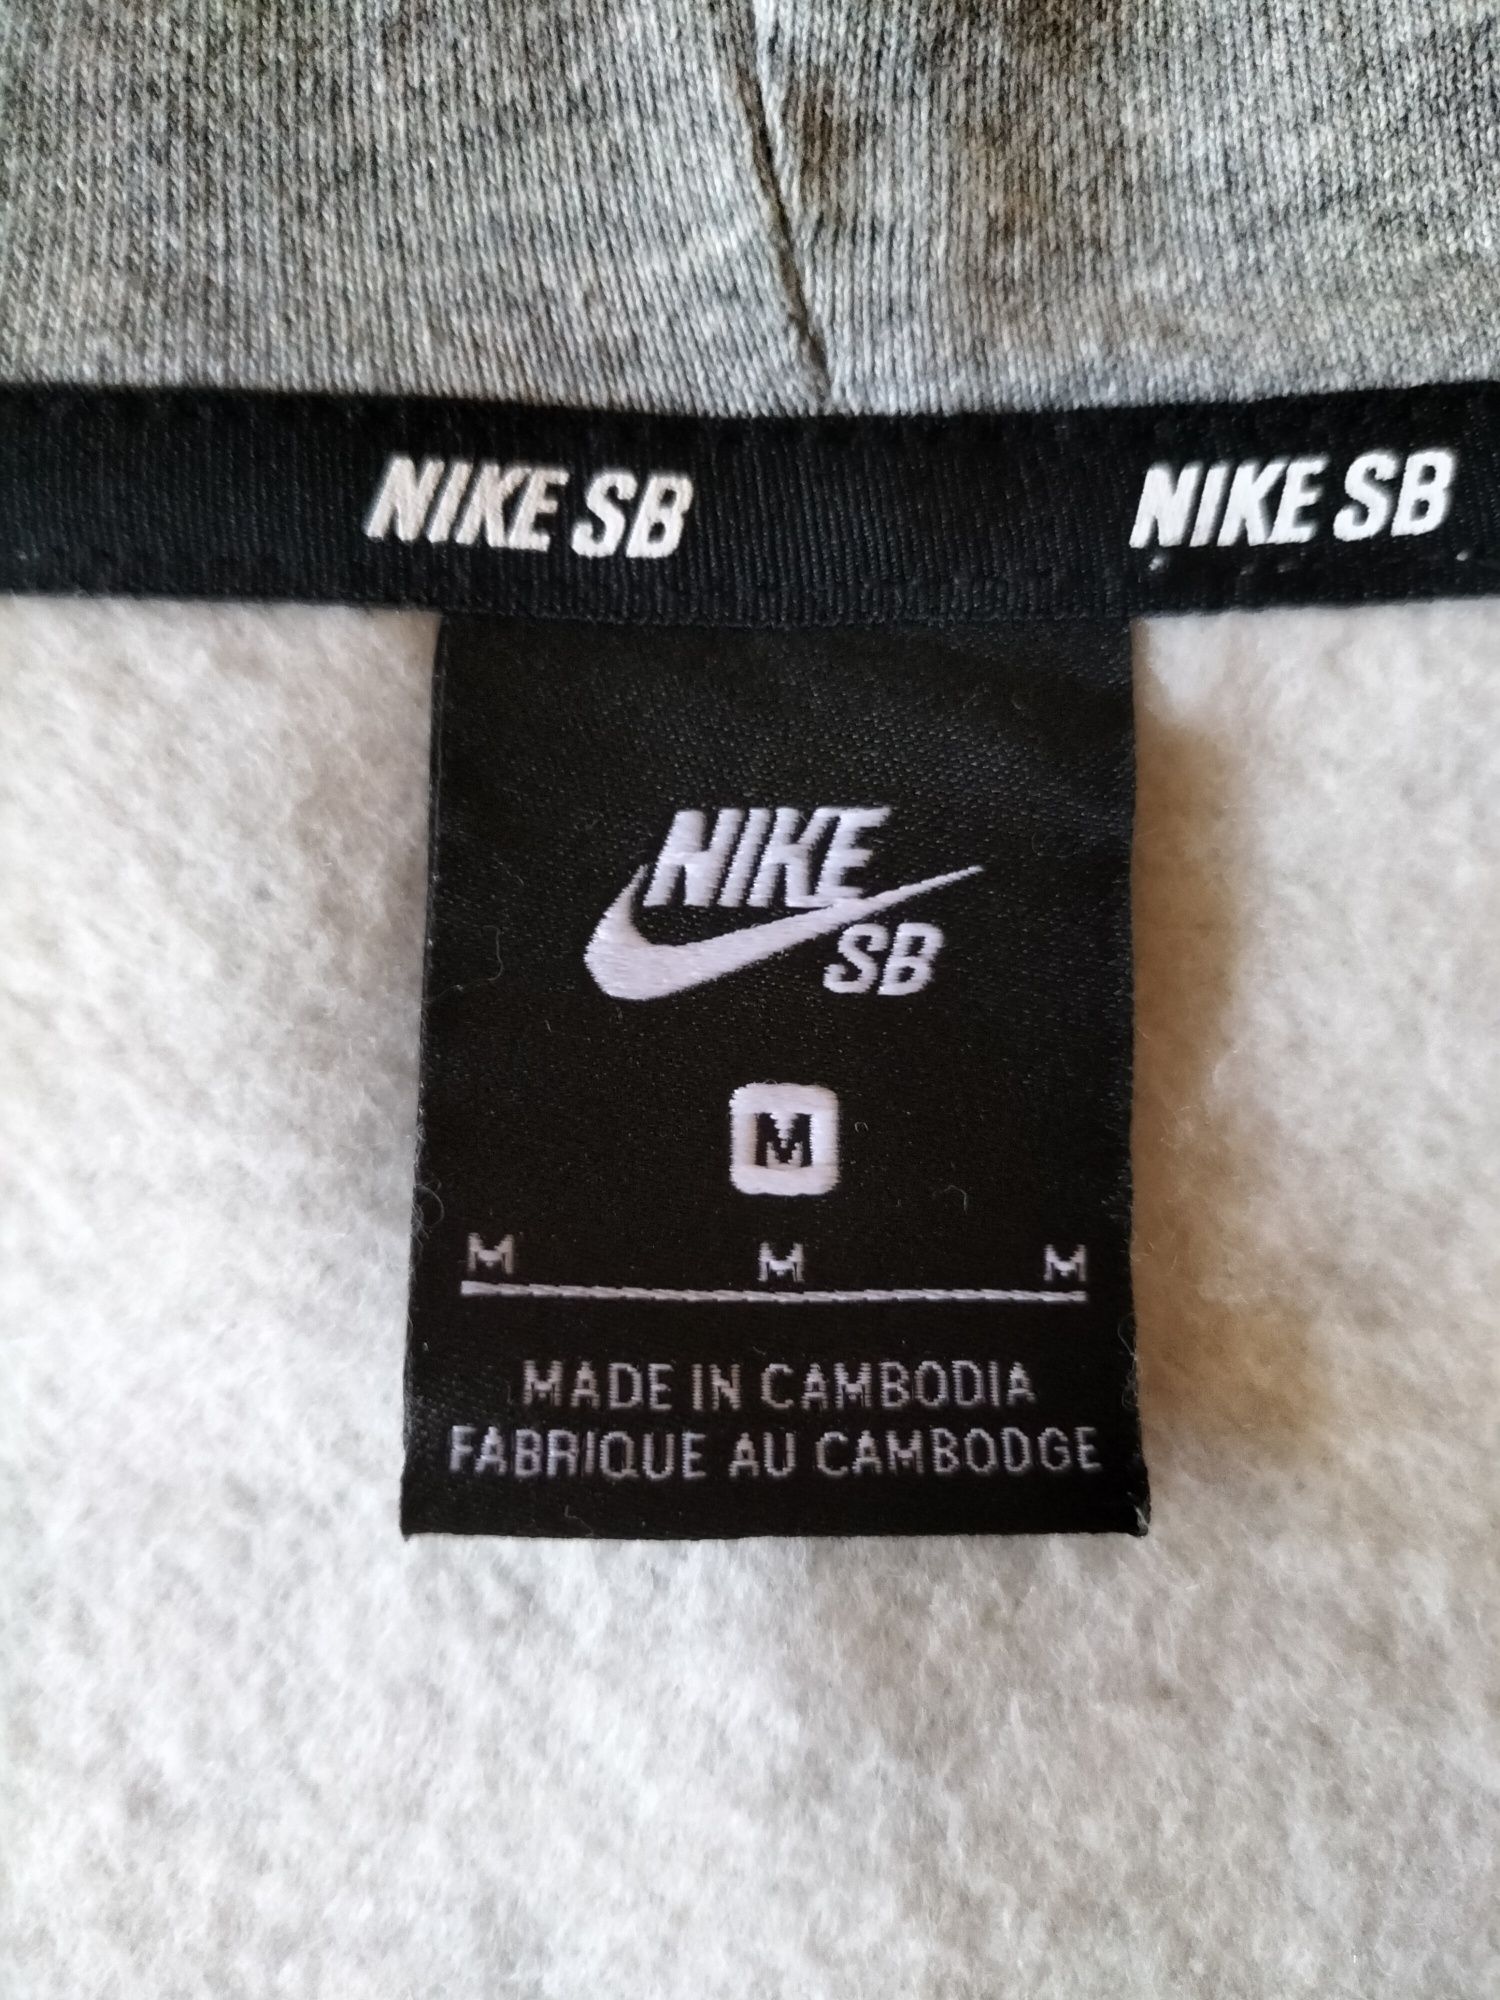 NIKE SB NIKE SB
NIKE
SB
M
M M M
MADE IN CAMBODIA
FABRIQUE AU CAMBODGE